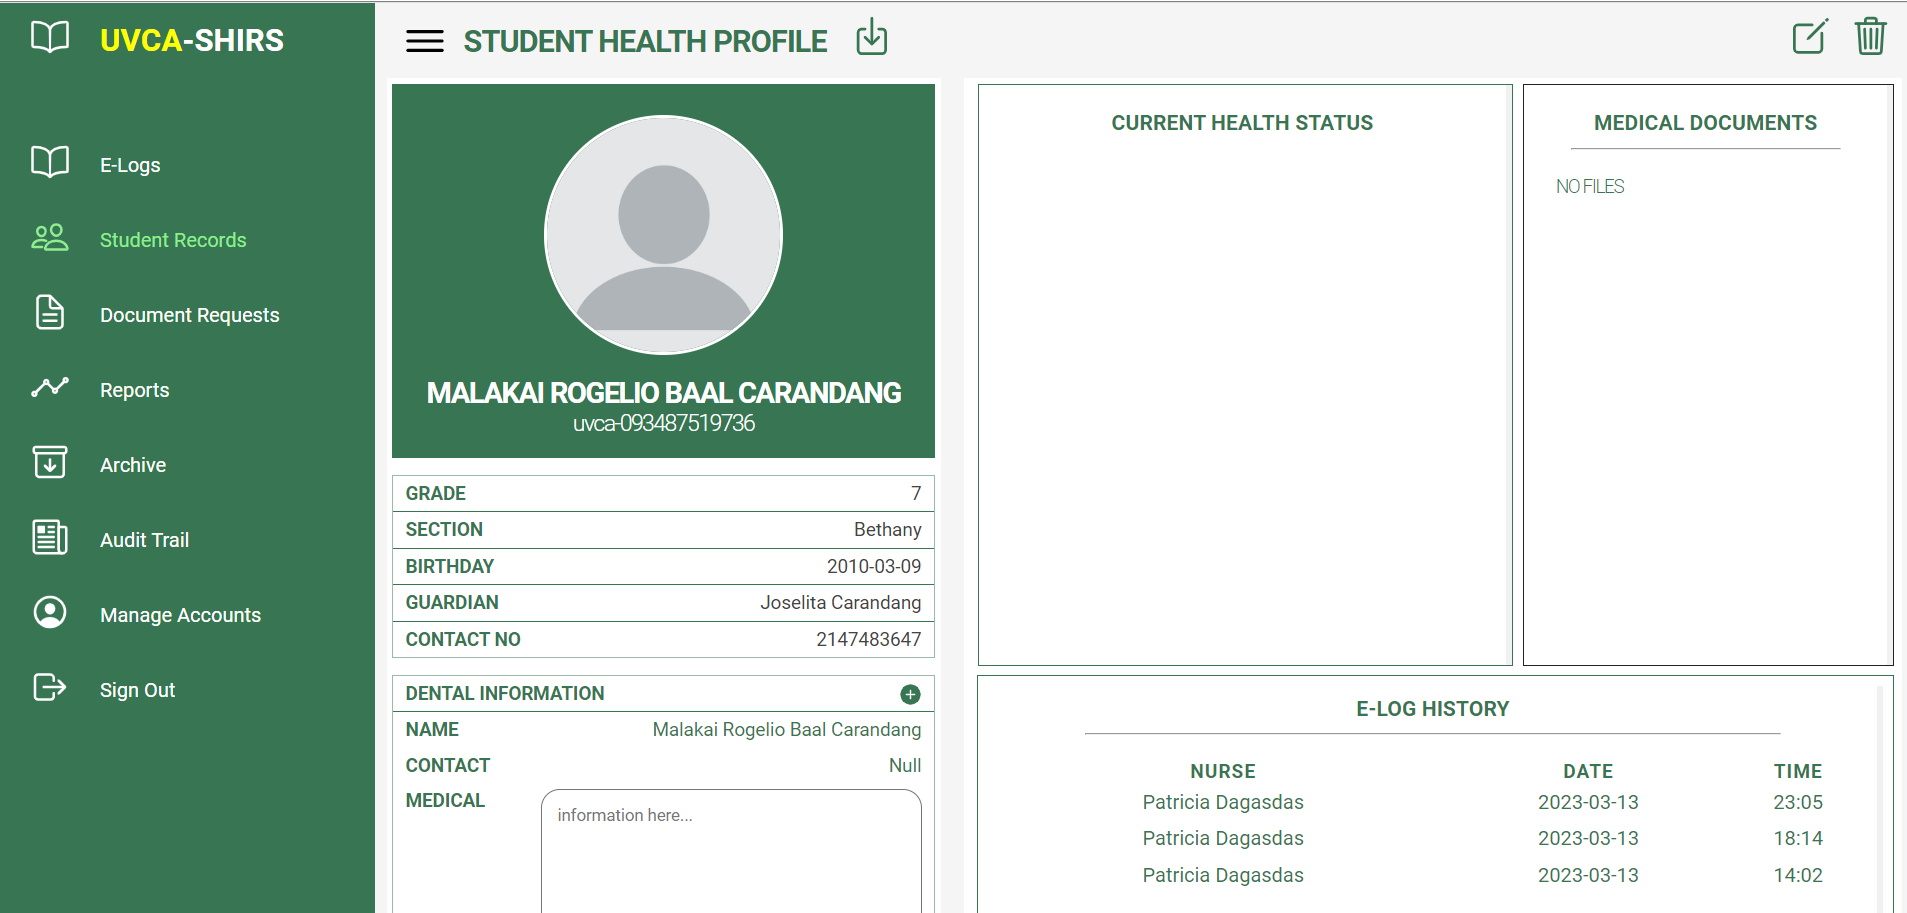 UVCA-SHIRS
E-Logs
Student Records
Document Requests
Reports
Archive
Audit Trail
Manage Accounts
Sign Out
STUDENT HEALTH PROFILE
MALAKAI ROGELIO BAAL CARANDANG
uvca-093487519736
GRADE 7
SECTION Bethany
BIRTHDAY 2010-03-09
GUARDIAN Joselita Carandang
CONTACT NO 2147483647
DENTAL INFORMATION
NAME Malakai Rogelio Baal Carandang
CONTACT Null
MEDICAL information here...
CURRENT HEALTH STATUS
MEDICAL DOCUMENTS
NO FILES
E-LOG HISTORY
NURSE DATE TIME
Patricia Dagasdas 2023-03-13 23:05
Patricia Dagasdas 2023-03-13 18:14
Patricia Dagasdas 2023-03-13 14:02